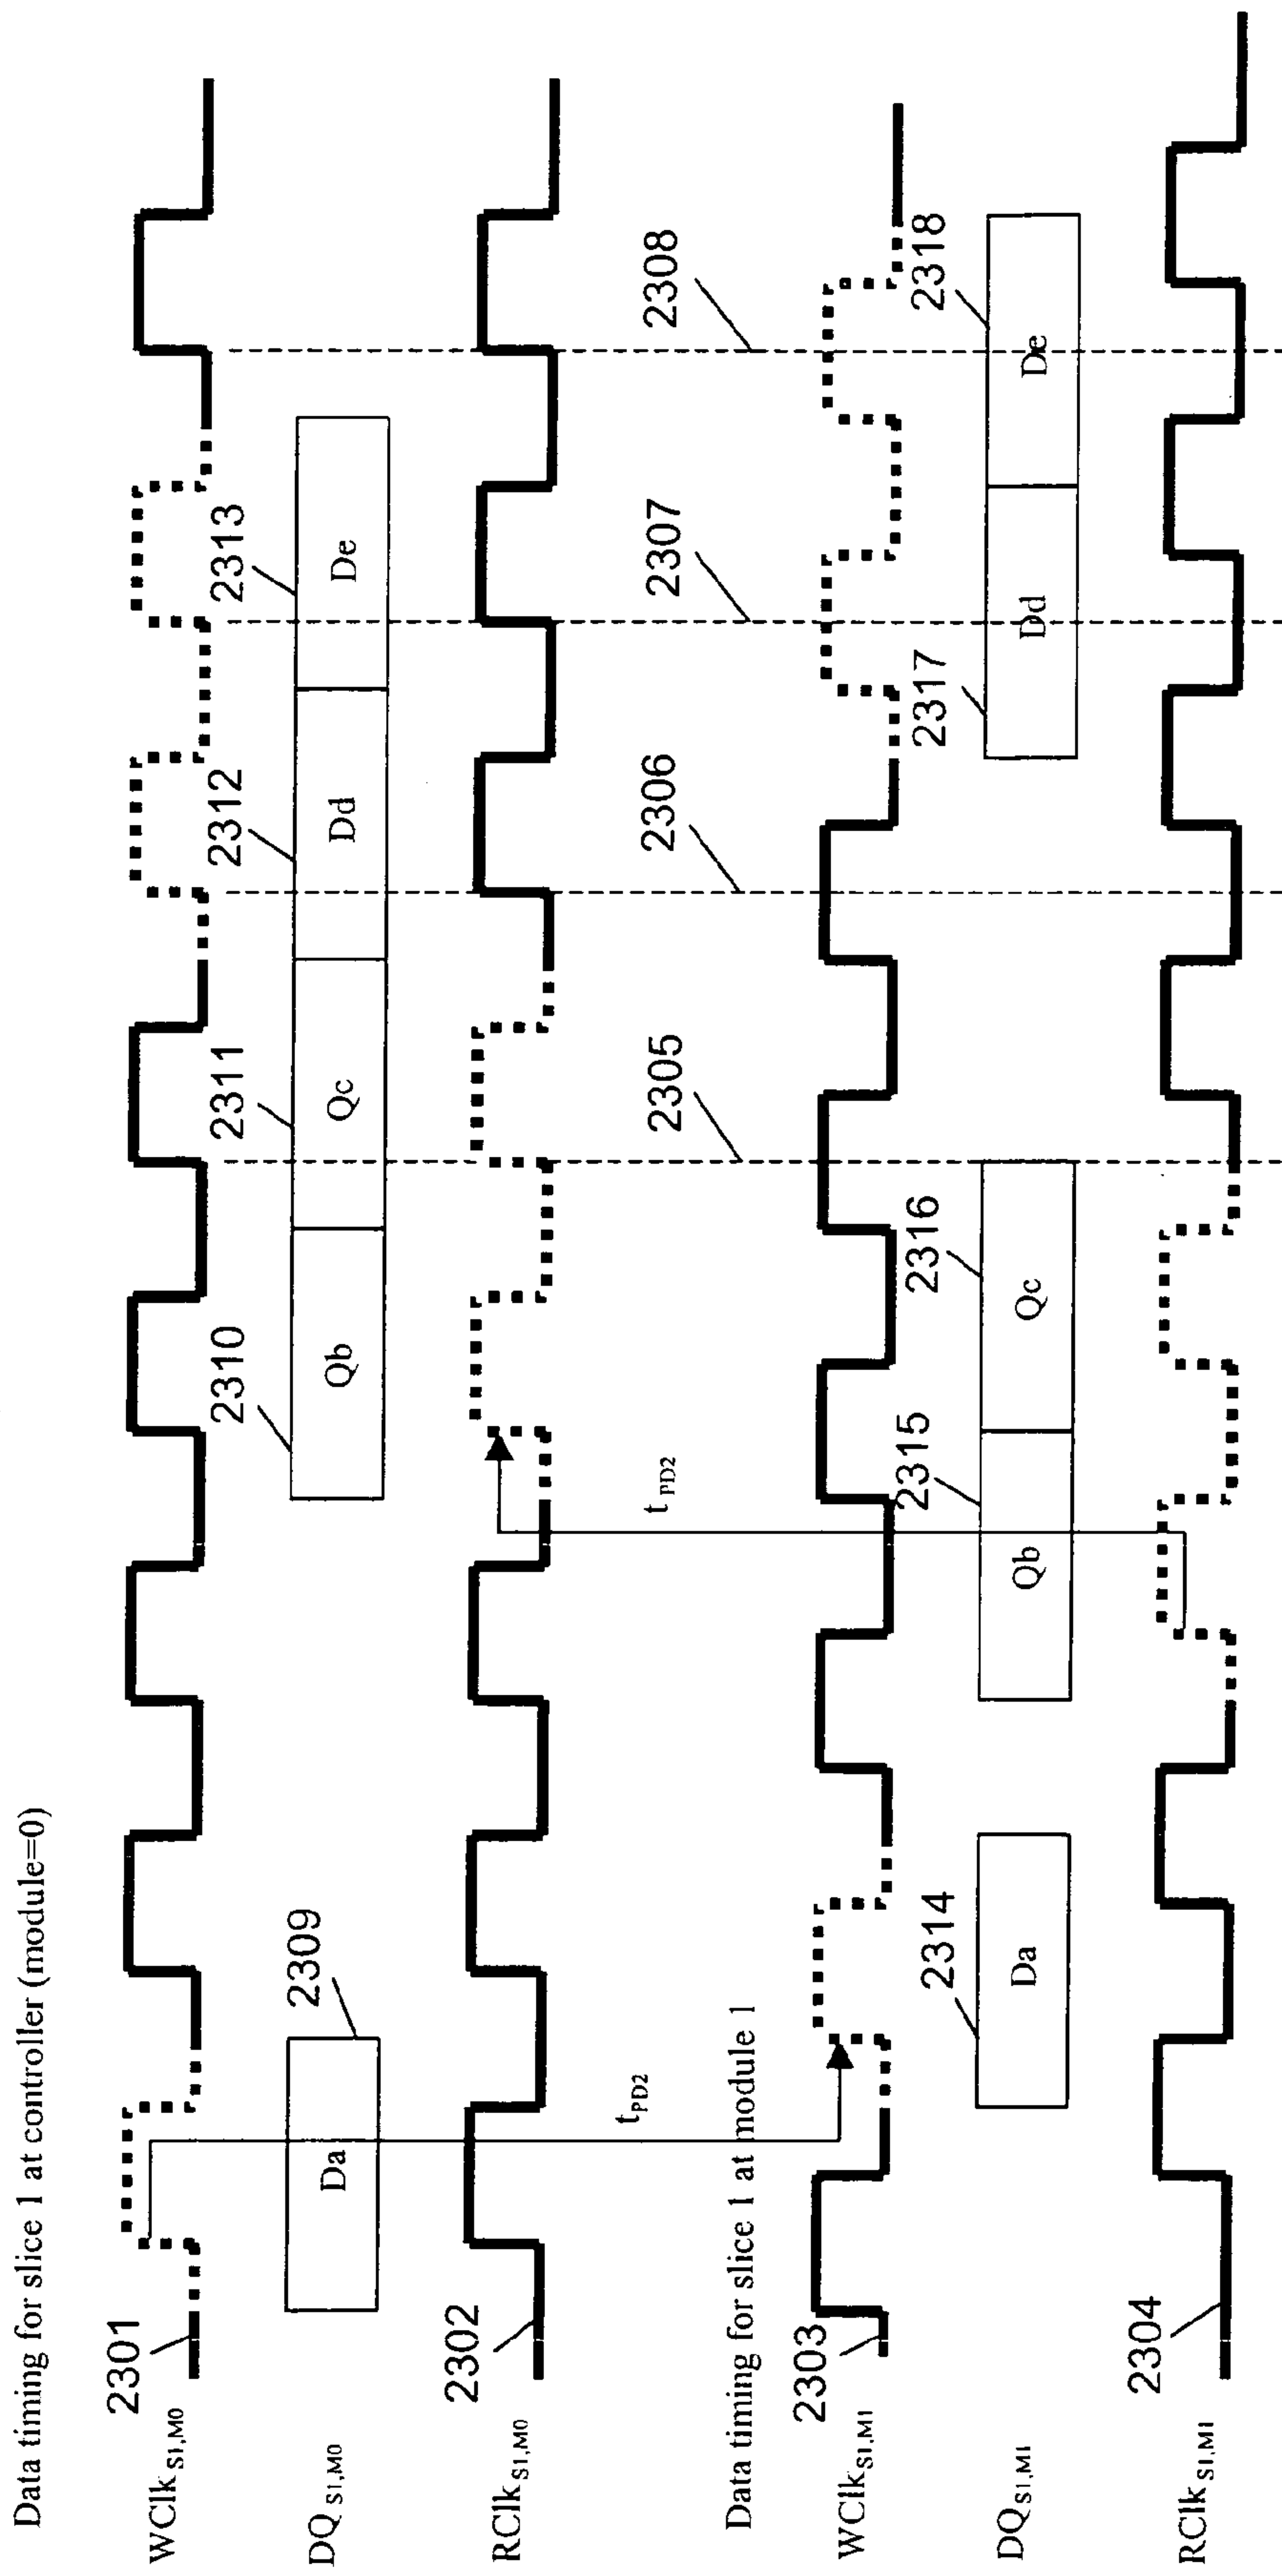 Data timing for slice 1 at controller (module=0)
2301
WClk S1,M0
2309
2310
2311
2312
2313
DQ S1,M0
Da
Qb
Qc
Dd
De
2302
RClk S1,M0
tPD2
tPD2
2305
2306
2307
2308
Data timing for slice 1 at module 1
2303
WClk S1,M1
2314
2315
2316
2317
2318
DQ S1,M1
Da
Qb
Qc
Dd
De
2304
RClk S1,M1